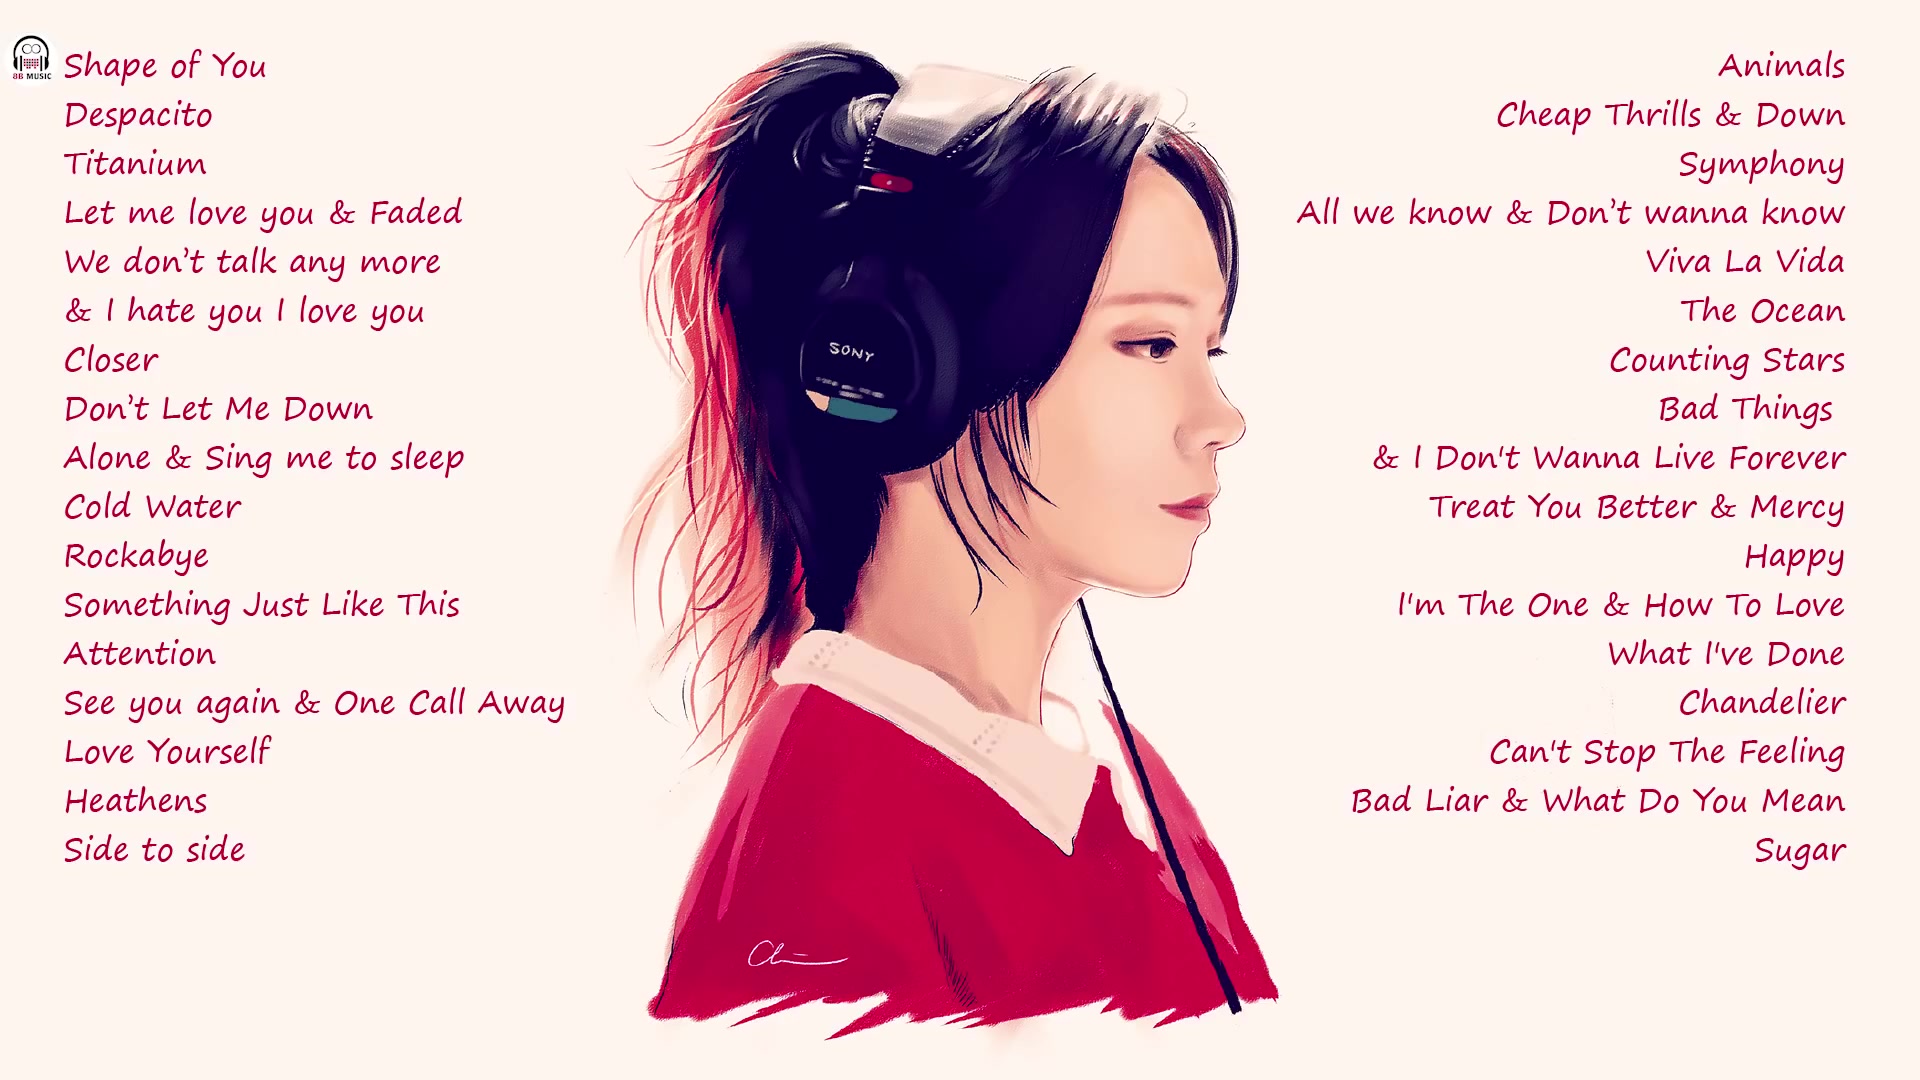 8B MUSIC
Shape of You
Despacito
Titanium
Let me love you & Faded
We don’t talk any more
& I hate you I love you
Closer
Don’t Let Me Down
Alone & Sing me to sleep
Cold Water
Rockabye
Something Just Like This
Attention
See you again & One Call Away
Love Yourself
Heathens
Side to side
SONY
Animals
Cheap Thrills & Down
Symphony
All we know & Don’t wanna know
Viva La Vida
The Ocean
Counting Stars
Bad Things
& I Don't Wanna Live Forever
Treat You Better & Mercy
Happy
I'm The One & How To Love
What I've Done
Chandelier
Can't Stop The Feeling
Bad Liar & What Do You Mean
Sugar